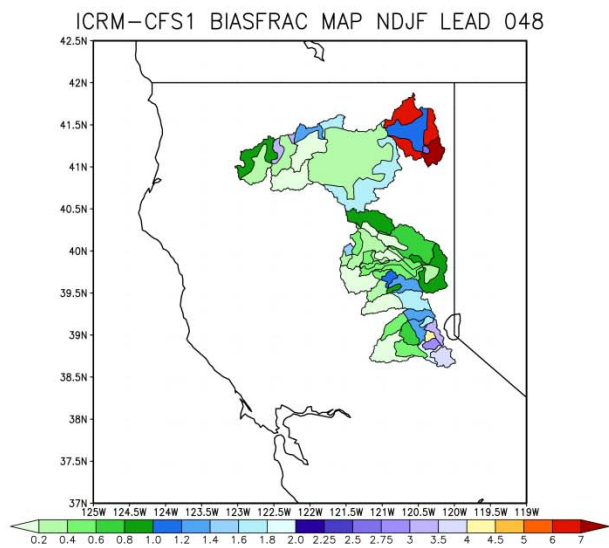 ICRM-CFS1 BIASFRAC MAP NDJF LEAD 048
42.5N
42N
41.5N
41N
40.5N
40N
39.5N
39N
38.5N
38N
37.5N
37N
125W 124.5W 124W 123.5W 123W 122.5W 122W 121.5W 121W 120.5W 120W 119.5W 119W
0.2 0.4 0.6 0.8 1.0 1.2 1.4 1.6 1.8 2.0 2.25 2.5 2.75 3 3.5 4 4.5 5 6 7